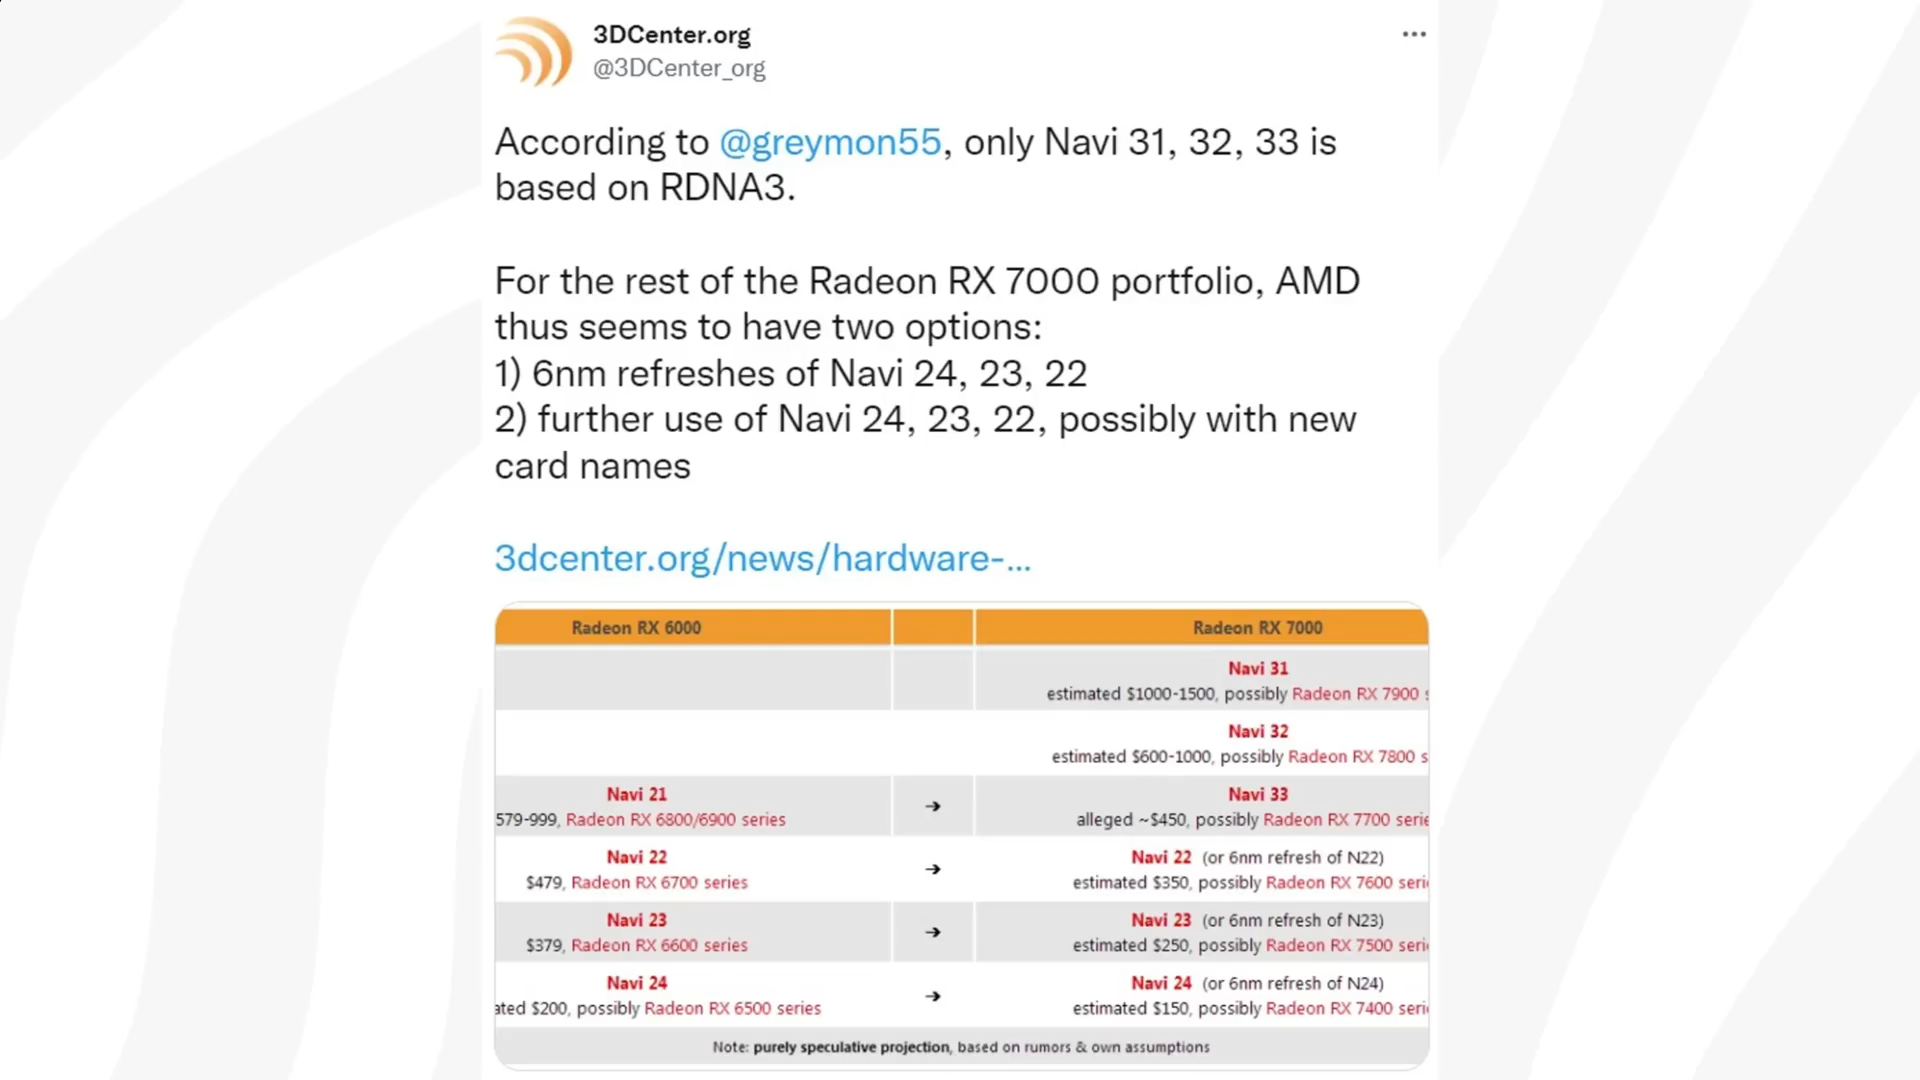 3DCenter.org
@3DCenter_org
According to @greymon55, only Navi 31, 32, 33 is
based on RDNA3.
For the rest of the Radeon RX 7000 portfolio, AMD
thus seems to have two options:
1) 6nm refreshes of Navi 24, 23, 22
2) further use of Navi 24, 23, 22, possibly with new
card names
3dcenter.org/news/hardware-...
Radeon RX 6000 Radeon RX 7000
Navi 31
estimated $1000-1500, possibly Radeon RX 7900 s
Navi 32
estimated $600-1000, possibly Radeon RX 7800 s
Navi 21 → Navi 33
579-999, Radeon RX 6800/6900 series alleged ~$450, possibly Radeon RX 7700 serie
Navi 22 → Navi 22 (or 6nm refresh of N22)
$479, Radeon RX 6700 series estimated $350, possibly Radeon RX 7600 seri
Navi 23 → Navi 23 (or 6nm refresh of N23)
$379, Radeon RX 6600 series estimated $250, possibly Radeon RX 7500 seri
Navi 24 → Navi 24 (or 6nm refresh of N24)
ated $200, possibly Radeon RX 6500 series estimated $150, possibly Radeon RX 7400 seri
Note: purely speculative projection, based on rumors & own assumptions